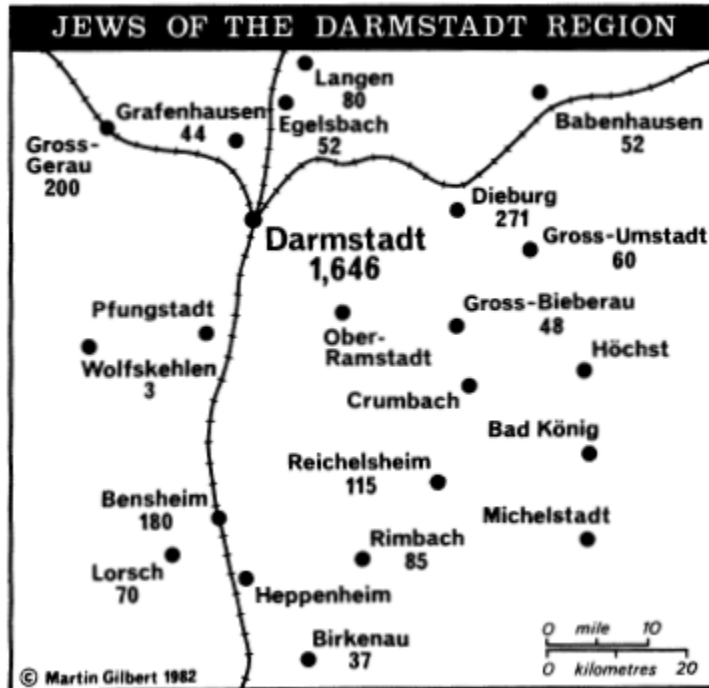 JEWS OF THE DARMSTADT REGION
Langen
80
Grafenhausen
44
Egelsbach
52
Babenhausen
52
Gross-
Gerau
200
Dieburg
271
Darmstadt
1,646
Gross-Umstadt
60
Pfungstadt
Wolfskehlen
3
Ober-
Ramstadt
Gross-Bieberau
48
Höchst
Crumbach
Bad König
Reichelsheim
115
Bensheim
180
Michelstadt
Lorsch
70
Rimbach
85
Heppenheim
Birkenau
37
0 mile 10
0 kilometres 20
© Martin Gilbert 1982